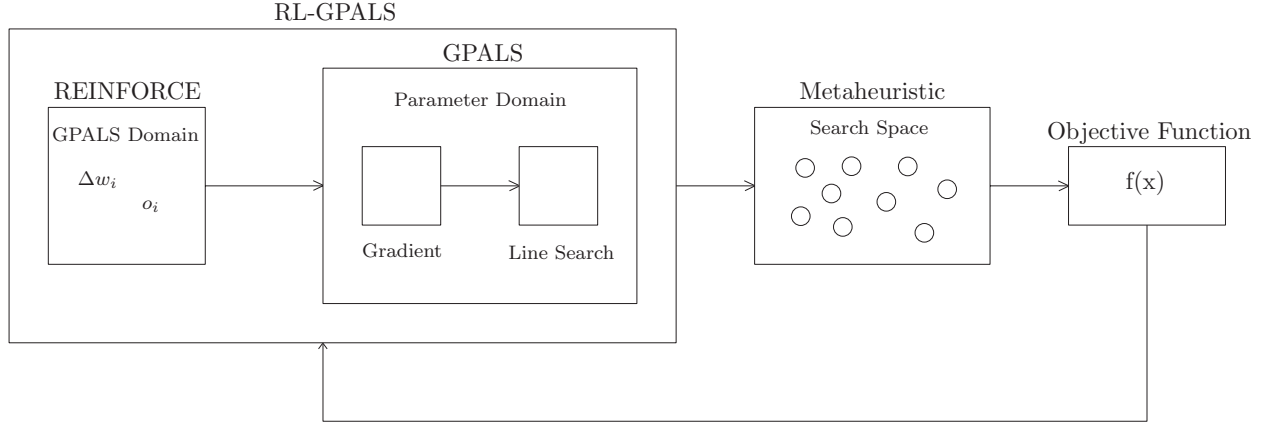 RL-GPALS
GPALS
REINFORCE
Parameter Domain
GPALS Domain
Δw_i
o_i
Gradient
Line Search
Metaheuristic
Search Space
Objective Function
f(x)